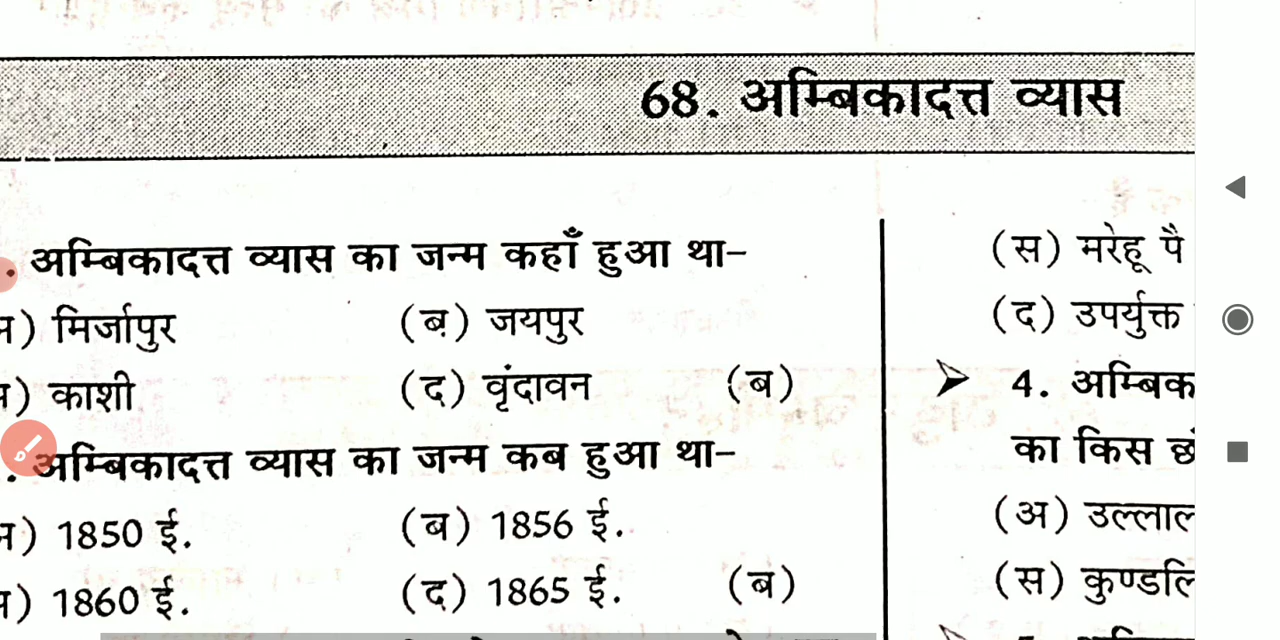 68. अम्बिकादत्त व्यास
अम्बिकादत्त व्यास का जन्म कहाँ हुआ था–
मिर्जापुर (ब) जयपुर
काशी (द) वृंदावन (ब)
अम्बिकादत्त व्यास का जन्म कब हुआ था–
1850 ई. (ब) 1856 ई.
1860 ई. (द) 1865 ई. (ब)
(स) मरेहू पै
(द) उपर्युक्त
4. अम्बिक
का किस छं
(अ) उल्लाल
(स) कुण्डलि